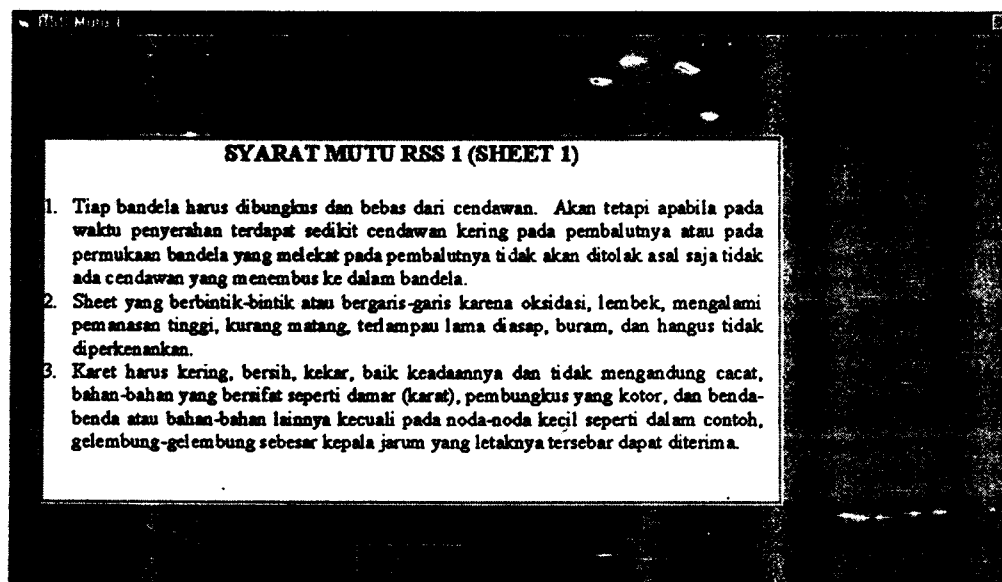 RSS Mutu 1
SYARAT MUTU RSS 1 (SHEET 1)
1. Tiap bandela harus dibungkus dan bebas dari cendawan. Akan tetapi apabila pada
waktu penyerahan terdapat sedikit cendawan kering pada pembalutnya atau pada
permukaan bandela yang melekat pada pembalutnya tidak akan ditolak asal saja tidak
ada cendawan yang menembus ke dalam bandela.
2. Sheet yang berbintik-bintik atau bergaris-garis karena oksidasi, lembek, mengalami
pemanasan tinggi, kurang matang, terlampau lama diasap, buram, dan hangus tidak
diperkenankan.
3. Karet harus kering, bersih, kekar, baik keadaannya dan tidak mengandung cacat,
bahan-bahan yang bersifat seperti damar (karat), pembungkus yang kotor, dan benda-
benda atau bahan-bahan lainnya kecuali pada noda-noda kecil seperti dalam contoh,
gelembung-gelembung sebesar kepala jarum yang letaknya tersebar dapat diterima.